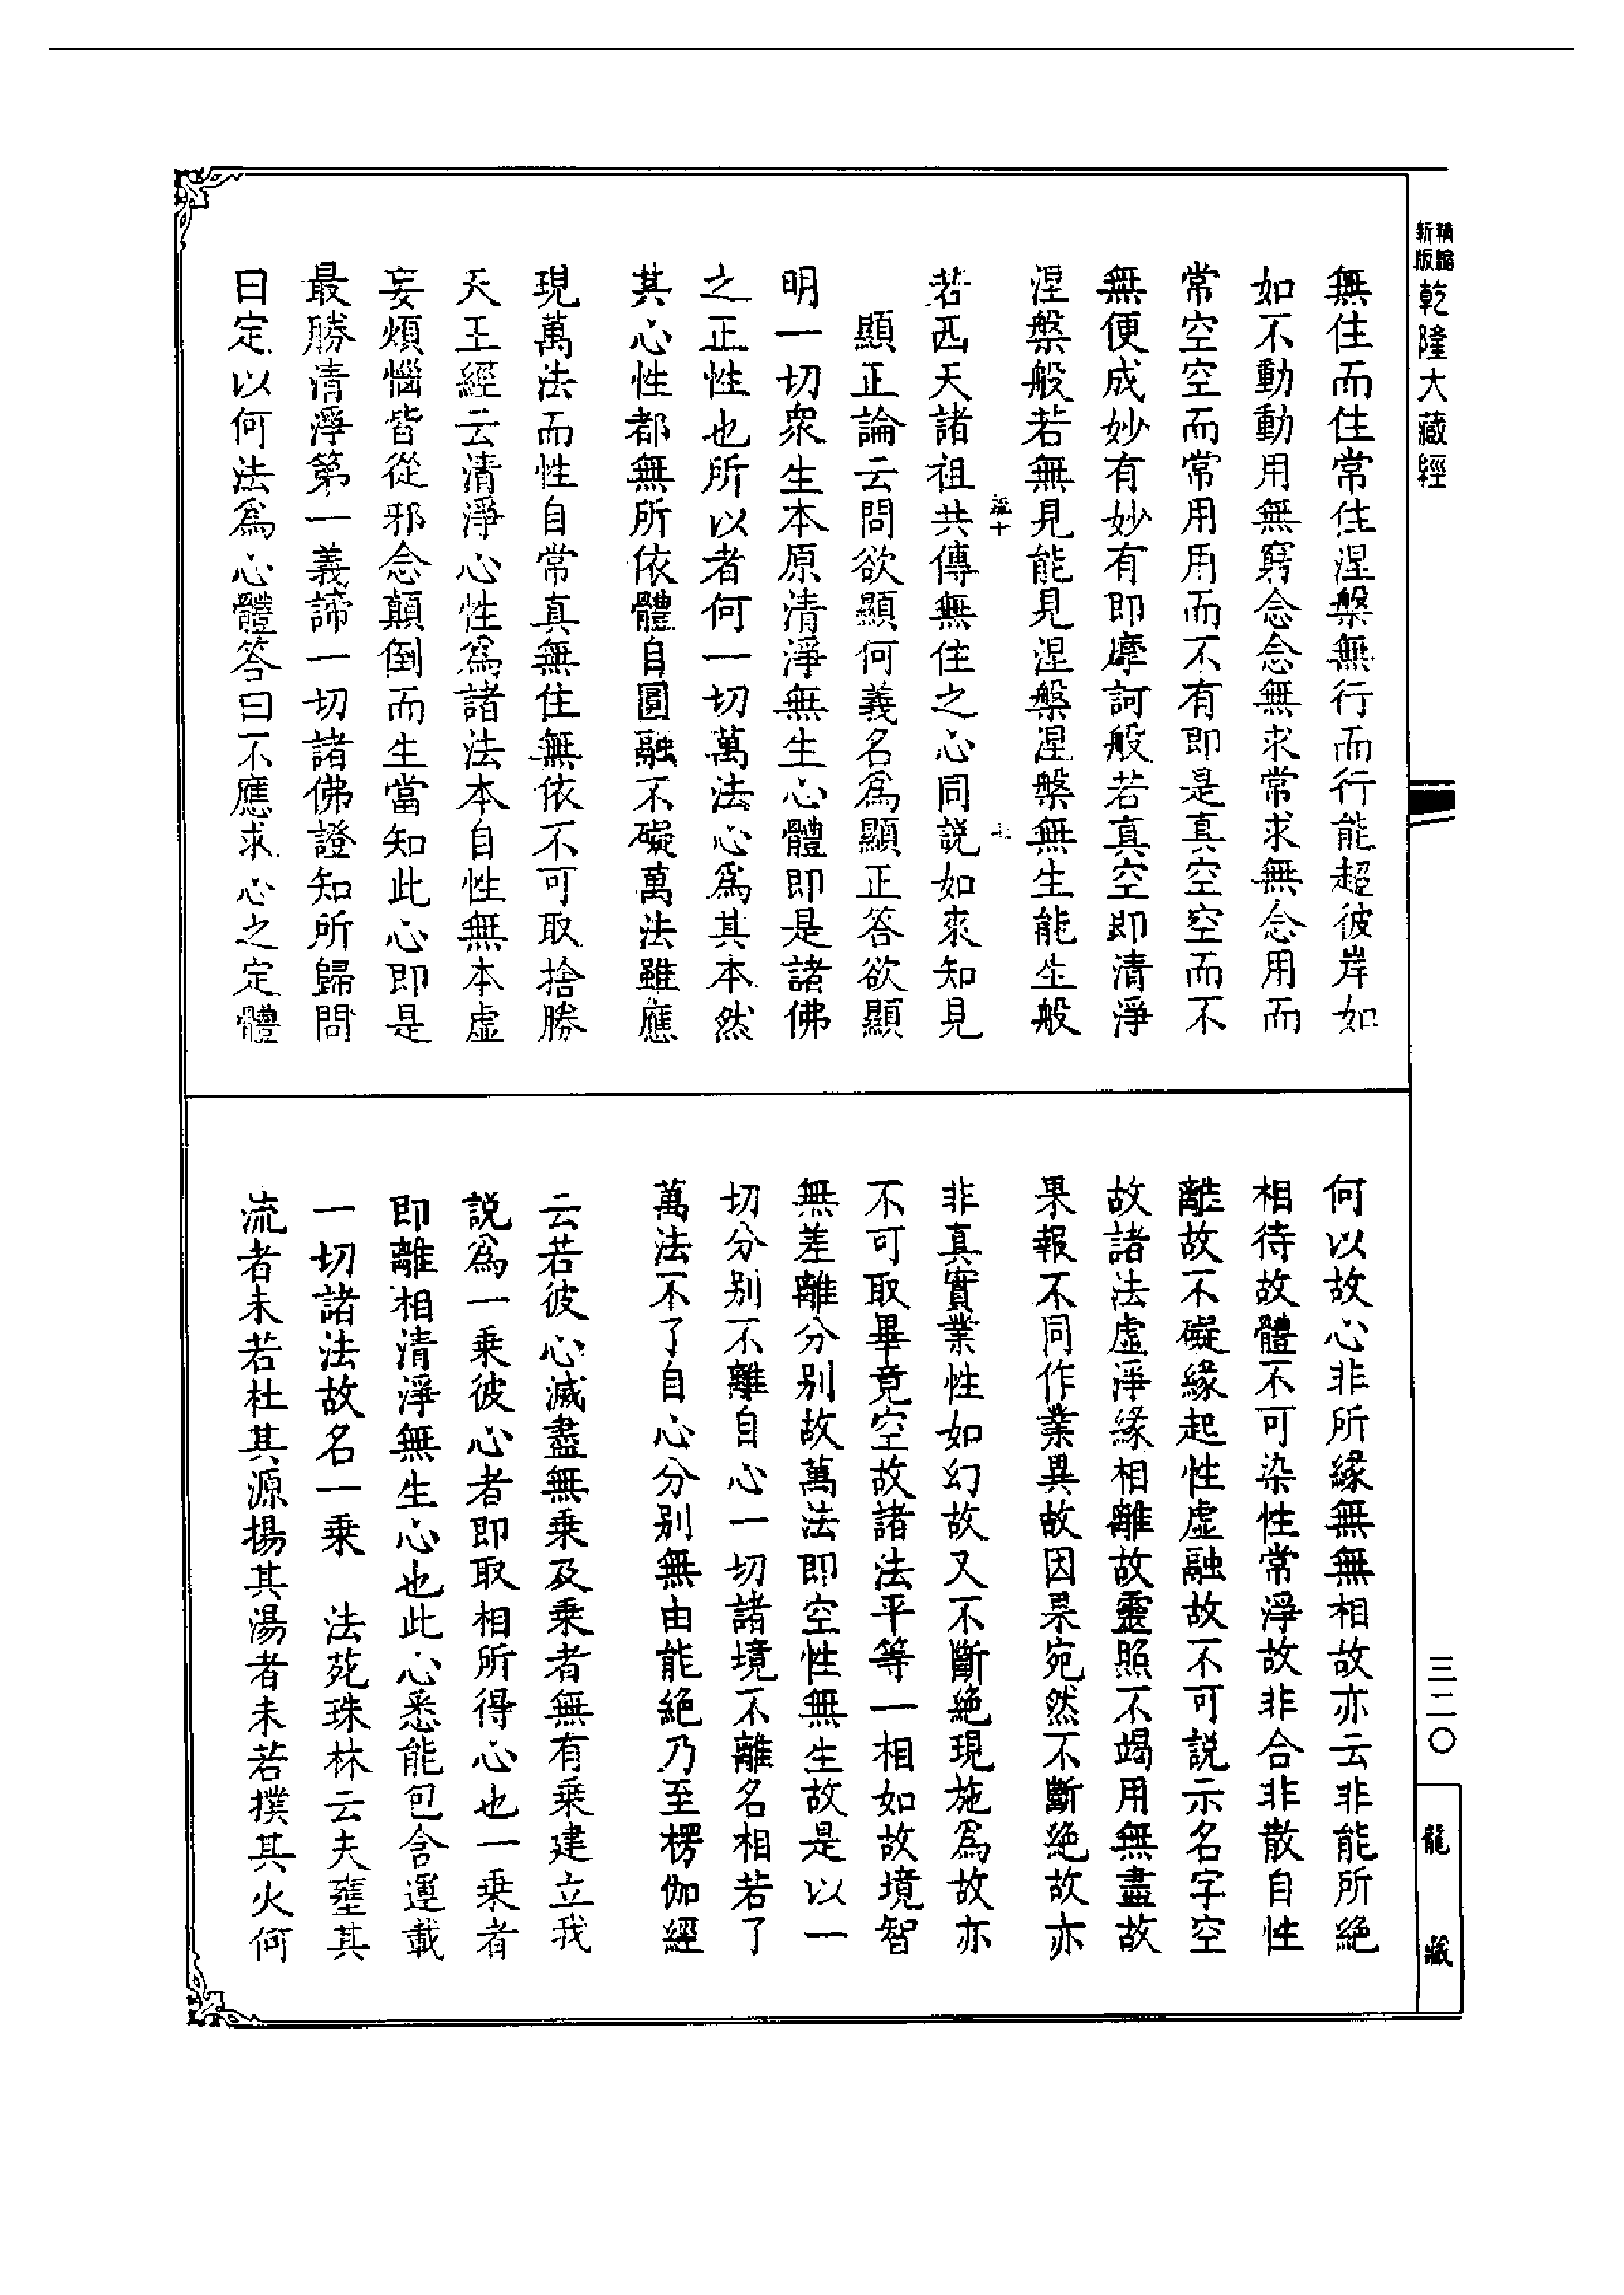 新版精縮乾隆大藏經
無住而住常住涅槃無行而行能超彼岸如
如不動動用無窮念念無求常求無念用而
常空空而常用用而不有即是真空空而不
無便成妙有妙有即摩訶般若真空即清淨
涅槃般若無見能見涅槃涅槃無生能生般
若西天諸祖共傳無住之心同說如來知見
顯正論云問欲顯何義名為顯正答欲顯
明一切眾生本原清淨無生心體即是諸佛
之正性也所以者何一切萬法心為其本然
其心性都無所依體自圓融不礙萬法雖應
現萬法而性自常真無住無依不可取捨勝
天王經云清淨心性為諸法本自性無本虛
妄煩惱皆從邪念顛倒而生當知此心即是
最勝清淨第一義諦一切諸佛證知所歸問
曰定以何法為心體答曰不應求心之定體
何以故心非所緣無無相故亦云非能所絕
相待故體不可染性常淨故非合非散自性
離故不礙緣起性虛融故不可說示名字空
故諸法虛淨緣相離故靈照不竭用無盡故
果報不同作業異故因果宛然不斷絕故亦
非真實業性如幻故又不斷絕現施為故亦
不可取畢竟空故諸法平等一相如故境智
無差離分別故萬法即空性無生故是以一
切分別不離自心一切諸境不離名相若了
萬法不了自心分別無由能絕乃至楞伽經
云若彼心滅盡無乘及乘者無有乘建立我
說為一乘彼心者即取相所得心也一乘者
即離相清淨無生心也此心悉能包含運載
一切諸法故名一乘　法苑珠林云夫壅其
流者未若杜其源揚其湯者未若撲其火何
三二〇
龍藏